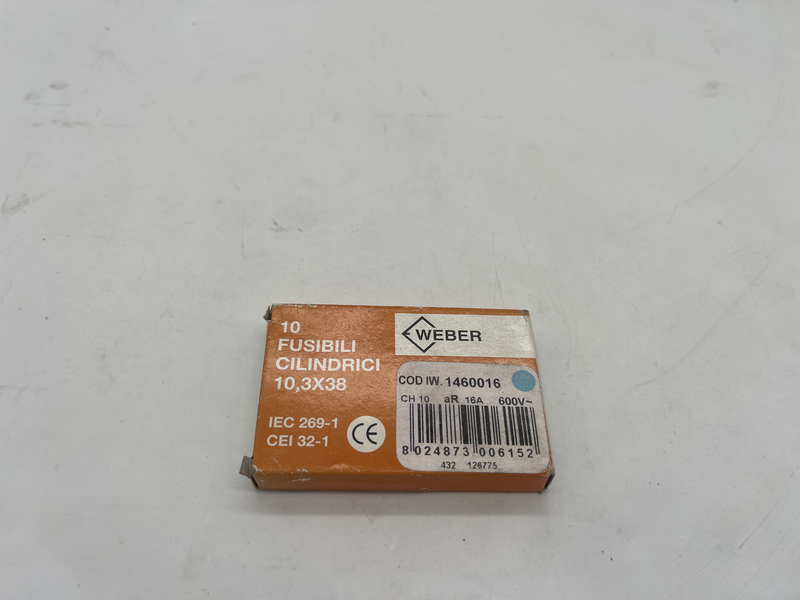 10
FUSIBILI
CILINDRICI
10,3X38
IEC 269-1
CEI 32-1
CE
WEBER
COD IW. 1460016
CH 10 aR 16A 600V~
8 024873 006152
432 126775